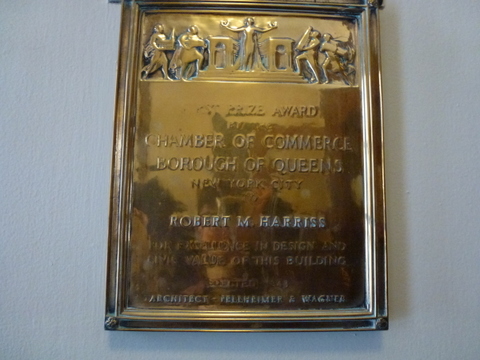 PRIZE AWARD
CHAMBER OF COMMERCE
BOROUGH OF QUEENS
NEW YORK CITY
ROBERT M. HARRISS
FOR EXCELLENCE IN DESIGN AND
CIVIC VALUE OF THIS BUILDING
ERECTED
ARCHITECT - FELLHEIMER & WAGNER